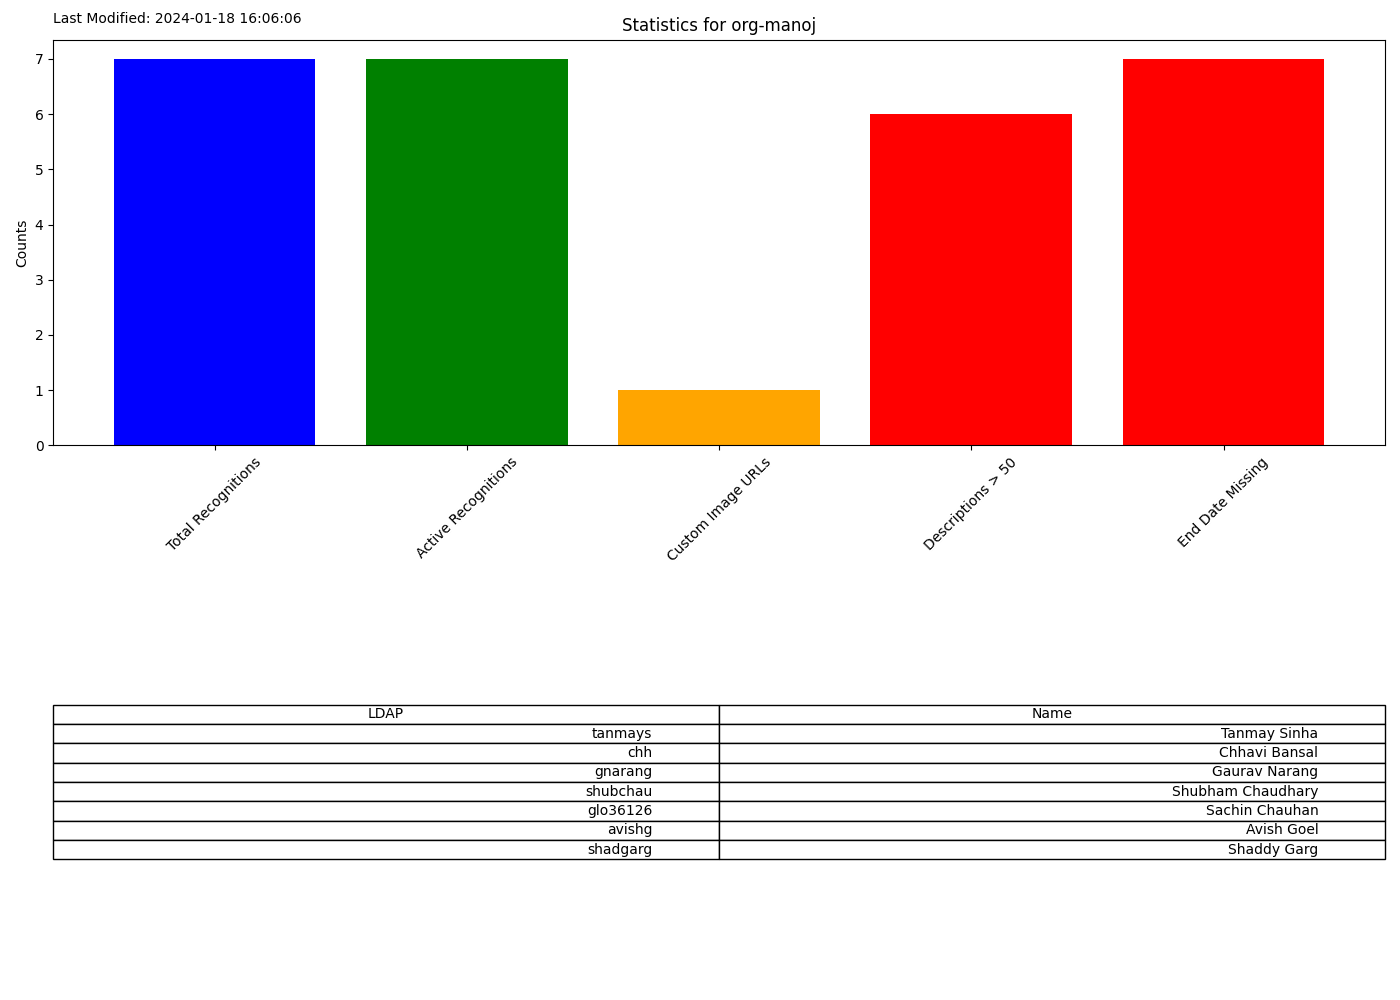 Last Modified: 2024-01-18 16:06:06
Statistics for org-manoj
Counts
7
6
5
4
3
2
1
0
Total Recognitions
Active Recognitions
Custom Image URLs
Descriptions > 50
End Date Missing
LDAP Name
tanmays Tanmay Sinha
chh Chhavi Bansal
gnarang Gaurav Narang
shubchau Shubham Chaudhary
glo36126 Sachin Chauhan
avishg Avish Goel
shadgarg Shaddy Garg